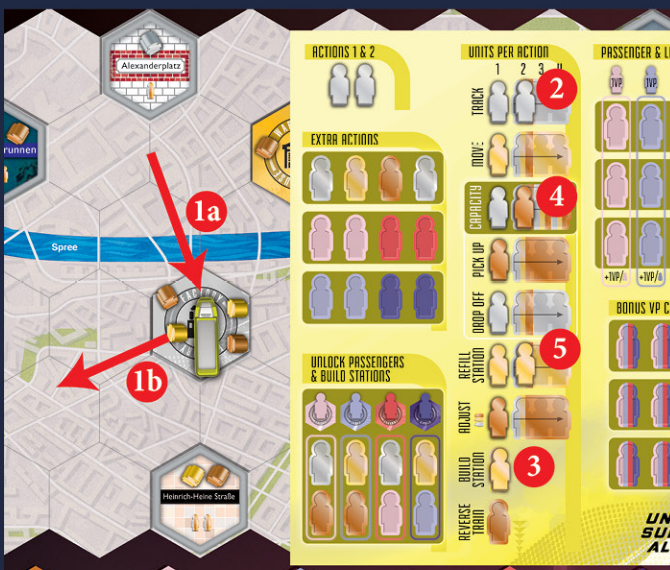 Alexanderplatz
runnen
1a
Spree
FACTORY
1b
Heinrich-Heine Straße
ACTIONS 1 & 2
EXTRA ACTIONS
UNLOCK PASSENGERS
& BUILD STATIONS
UNITS PER ACTION
1 2 3 4
TRACK
2
MOVE
CAPACITY
4
PICK UP
DROP OFF
REFILL
STATION
5
ADJUST
BUILD
STATION
3
REVERSE
TRAIN
PASSENGER & L
1VP 1VP
+1VP/ +1VP/
BONUS VP C
UN
SU
AL